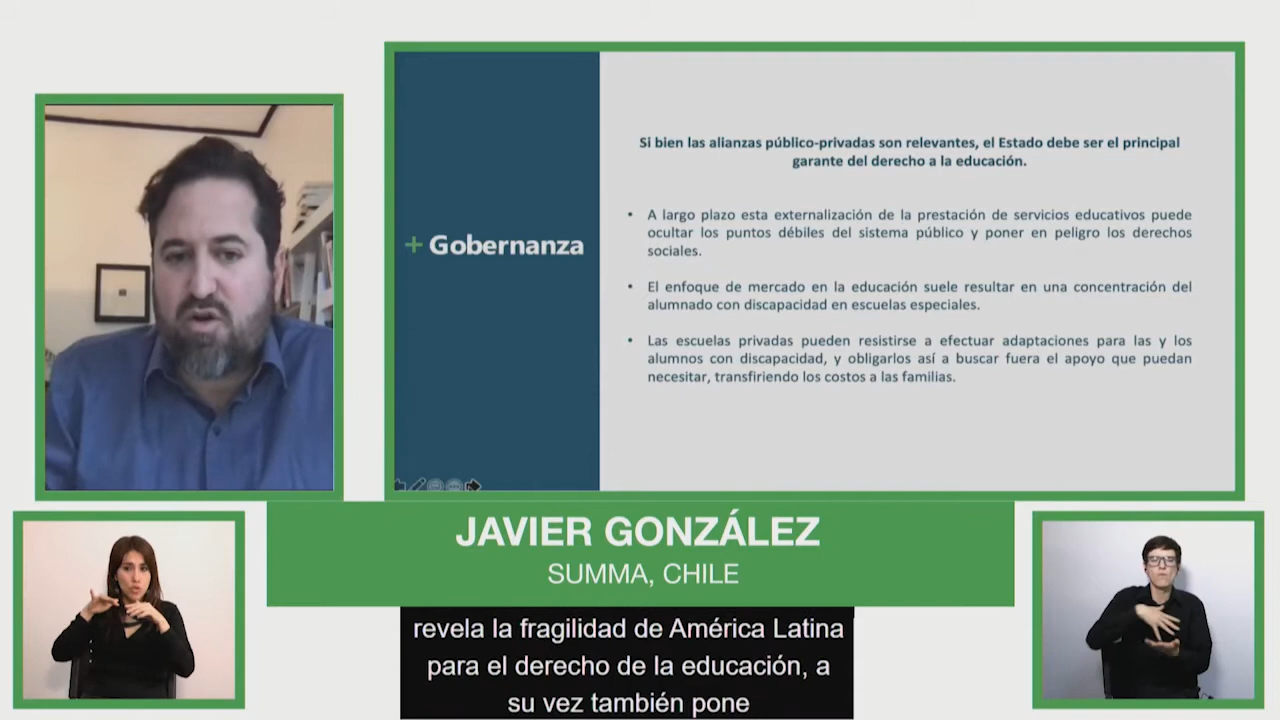 + Gobernanza
Si bien las alianzas público-privadas son relevantes, el Estado debe ser el principal
garante del derecho a la educación.
• A largo plazo esta externalización de la prestación de servicios educativos puede
ocultar los puntos débiles del sistema público y poner en peligro los derechos
sociales.
• El enfoque de mercado en la educación suele resultar en una concentración del
alumnado con discapacidad en escuelas especiales.
• Las escuelas privadas pueden resistirse a efectuar adaptaciones para las y los
alumnos con discapacidad, y obligarlos así a buscar fuera el apoyo que puedan
necesitar, transfiriendo los costos a las familias.
JAVIER GONZÁLEZ
SUMMA, CHILE
revela la fragilidad de América Latina
para el derecho de la educación, a
su vez también pone